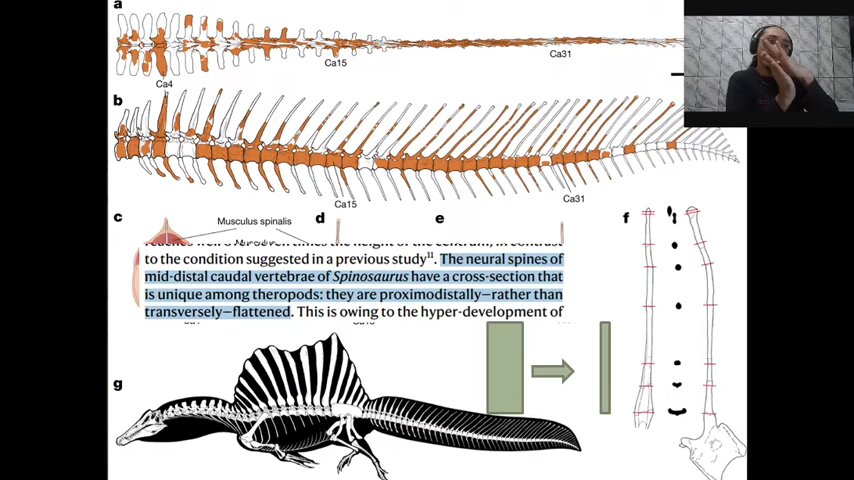 a
Ca15
Ca31
Ca4
b
Ca15
Ca31
c
Musculus spinalis
d
e
f
to the condition suggested in a previous study11. The neural spines of
mid-distal caudal vertebrae of Spinosaurus have a cross-section that
is unique among theropods: they are proximodistally—rather than
transversely—flattened. This is owing to the hyper-development of
g